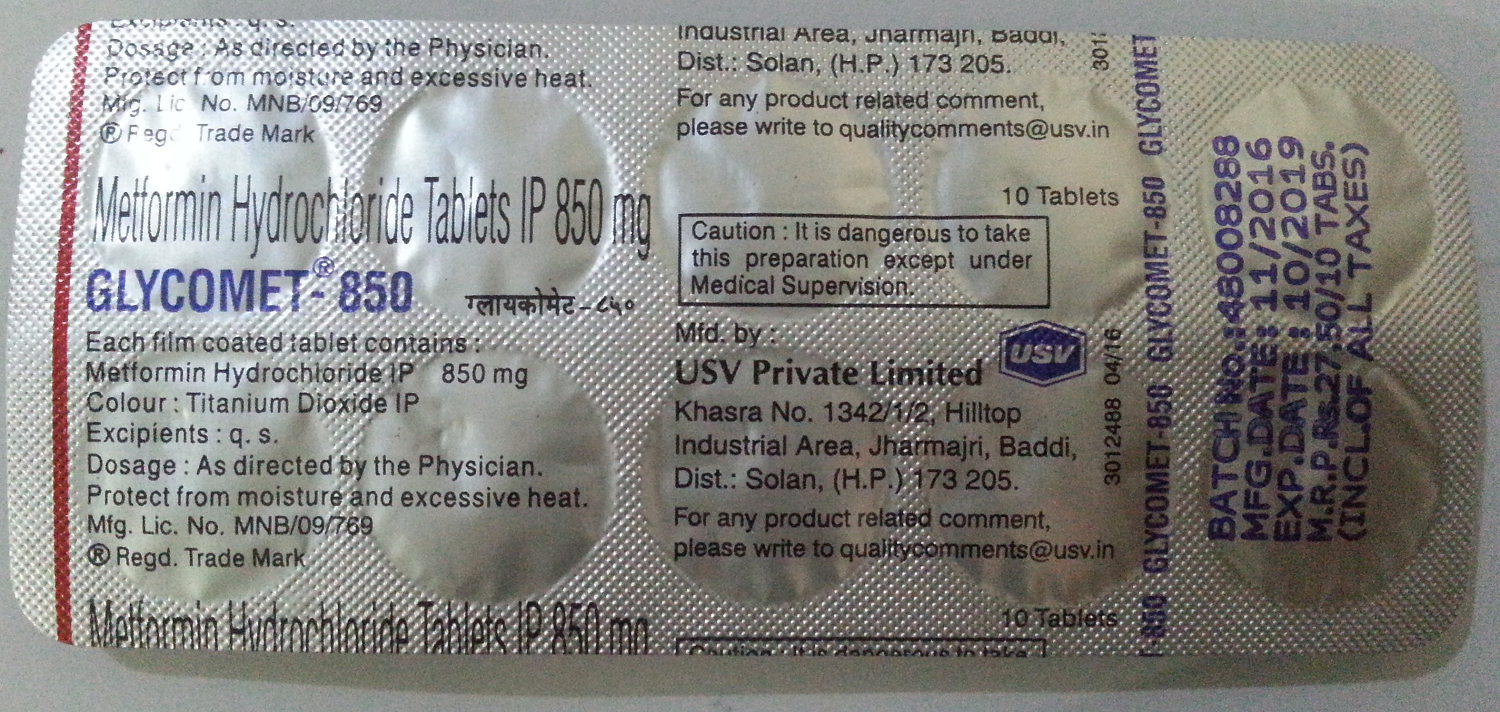 Excipients : q. s.
Dosage : As directed by the Physician.
Protect from moisture and excessive heat.
Mfg. Lic No. MNB/09/769
® Regd Trade Mark
Metformin Hydrochloride Tablets IP 850 mg
GLYCOMET®- 850
ग्लायकोमेट - ८५०
Each film coated tablet contains :
Metformin Hydrochloride IP 850 mg
Colour : Titanium Dioxide IP
Excipients : q. s.
Dosage : As directed by the Physician.
Protect from moisture and excessive heat.
Mfg. Lic. No. MNB/09/769
® Regd. Trade Mark
Metformin Hydrochloride Tablets IP 850 mg
Industrial Area, Jharmajri, Baddi,
Dist.: Solan, (H.P.) 173 205.
For any product related comment,
please write to qualitycomments@usv.in
10 Tablets
Caution : It is dangerous to take
this preparation except under
Medical Supervision.
Mfd. by :
USV Private Limited
USV
Khasra No. 1342/1/2, Hilltop
Industrial Area, Jharmajri, Baddi,
Dist.: Solan, (H.P.) 173 205.
For any product related comment,
please write to qualitycomments@usv.in
10 Tablets
Caution : It is dangerous to take
301
3012488 04/16
-850 GLYCOMET-850 GLYCOMET-850 GLYCOMET
BATCH NO.:48008288
MFG.DATE: 11/2016
EXP.DATE : 10/2019
M.R.P.Rs.27.50/10 TABS.
(INCL.OF ALL TAXES)